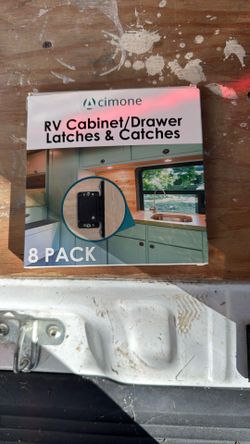 Acimone
RV Cabinet/Drawer
Latches & Catches
8 PACK